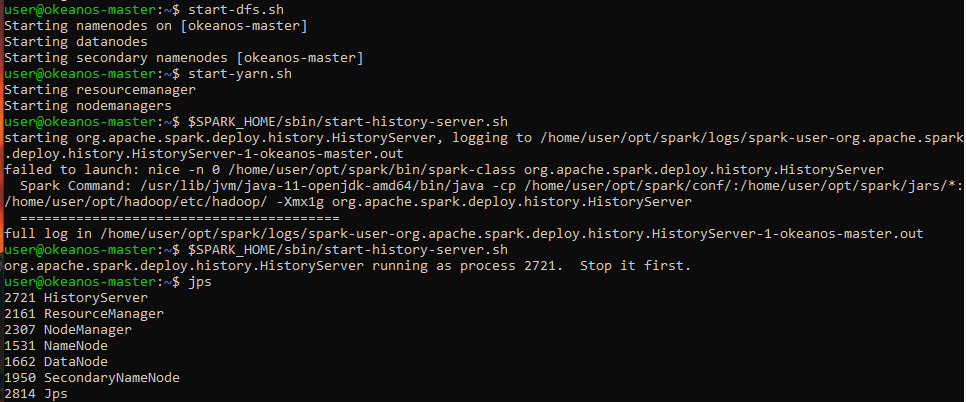 user@okeanos-master:~$ start-dfs.sh
Starting namenodes on [okeanos-master]
Starting datanodes
Starting secondary namenodes [okeanos-master]
user@okeanos-master:~$ start-yarn.sh
Starting resourcemanager
Starting nodemanagers
user@okeanos-master:~$ $SPARK_HOME/sbin/start-history-server.sh
starting org.apache.spark.deploy.history.HistoryServer, logging to /home/user/opt/spark/logs/spark-user-org.apache.spark
.deploy.history.HistoryServer-1-okeanos-master.out
failed to launch: nice -n 0 /home/user/opt/spark/bin/spark-class org.apache.spark.deploy.history.HistoryServer
  Spark Command: /usr/lib/jvm/java-11-openjdk-amd64/bin/java -cp /home/user/opt/spark/conf/:/home/user/opt/spark/jars/*:
/home/user/opt/hadoop/etc/hadoop/ -Xmx1g org.apache.spark.deploy.history.HistoryServer
  ========================================
full log in /home/user/opt/spark/logs/spark-user-org.apache.spark.deploy.history.HistoryServer-1-okeanos-master.out
user@okeanos-master:~$ $SPARK_HOME/sbin/start-history-server.sh
org.apache.spark.deploy.history.HistoryServer running as process 2721.  Stop it first.
user@okeanos-master:~$ jps
2721 HistoryServer
2161 ResourceManager
2307 NodeManager
1531 NameNode
1662 DataNode
1950 SecondaryNameNode
2814 Jps